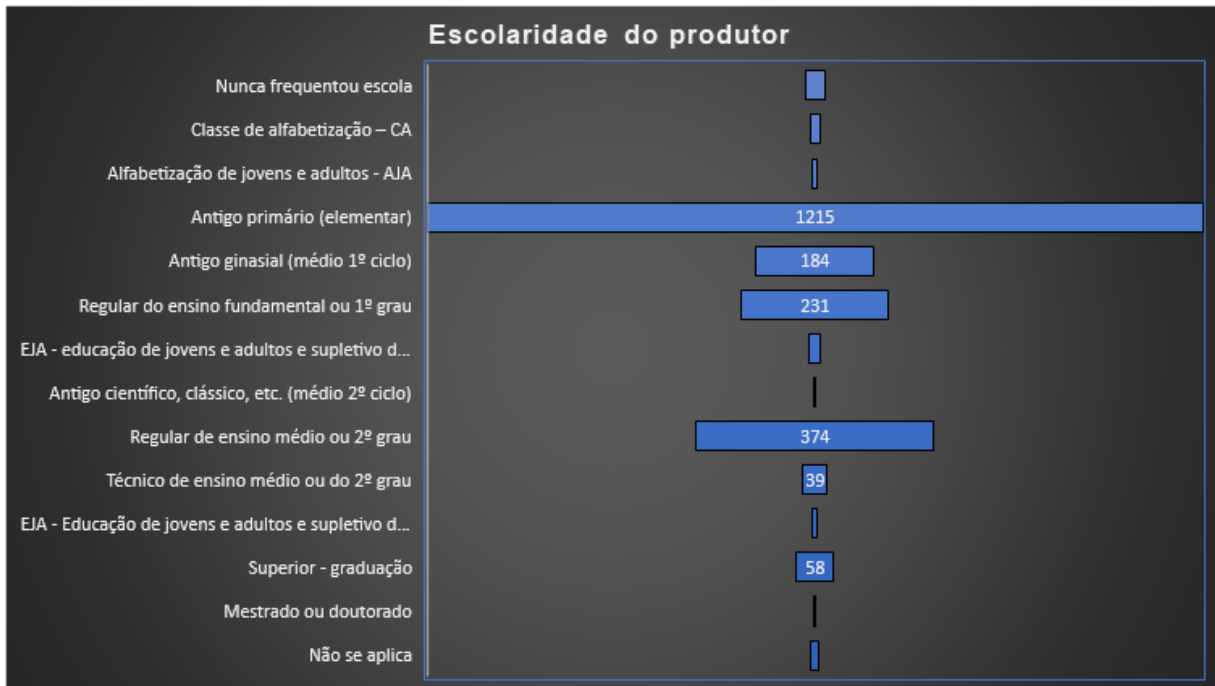 Escolaridade do produtor
Nunca frequentou escola
Classe de alfabetização – CA
Alfabetização de jovens e adultos - AJA
Antigo primário (elementar)
1215
Antigo ginasial (médio 1º ciclo)
184
Regular do ensino fundamental ou 1º grau
231
EJA - educação de jovens e adultos e supletivo d...
Antigo científico, clássico, etc. (médio 2º ciclo)
Regular de ensino médio ou 2º grau
374
Técnico de ensino médio ou do 2º grau
39
EJA - Educação de jovens e adultos e supletivo d...
Superior - graduação
58
Mestrado ou doutorado
Não se aplica